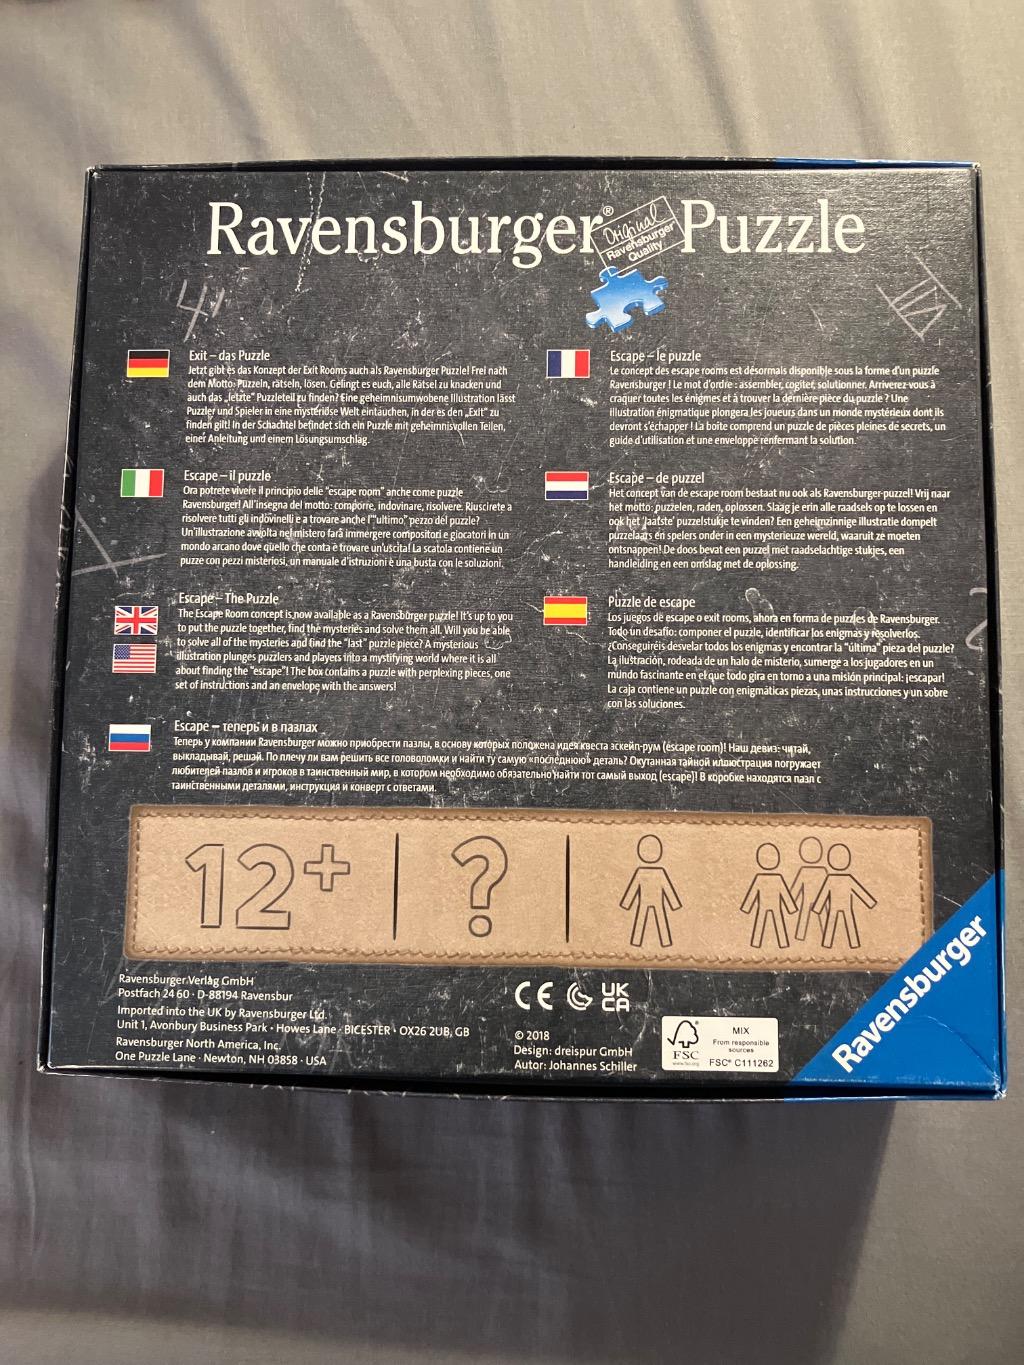 Ravensburger® Puzzle
Original
Ravensburger
Quality
4'
Exit – das Puzzle
Jetzt gibt es das Konzept der Exit Rooms auch als Ravensburger Puzzle! Frei nach
dem Motto: Puzzeln, rätseln, lösen. Gelingt es euch, alle Rätsel zu knacken und
auch das „letzte“ Puzzleteil zu finden? Eine geheimnisumwobene Illustration lässt
Puzzler und Spieler in eine mysteriöse Welt eintauchen, in der es den „Exit“ zu
finden gilt! In der Schachtel befindet sich ein Puzzle mit geheimnisvollen Teilen,
einer Anleitung und einem Lösungsumschlag.
Escape – le puzzle
Le concept des escape rooms est désormais disponible sous la forme d'un puzzle
Ravensburger ! Le mot d'ordre : assembler, cogiter, solutionner. Arriverez-vous à
craquer toutes les énigmes et à trouver la dernière pièce du puzzle ? Une
illustration énigmatique plongera les joueurs dans un monde mystérieux dont ils
devront s'échapper ! La boîte comprend un puzzle de pièces pleines de secrets, un
guide d'utilisation et une enveloppe renfermant la solution.
Escape – il puzzle
Ora potrete vivere il principio delle "escape room" anche come puzzle
Ravensburger! All'insegna del motto: comporre, indovinare, risolvere. Riuscirete a
risolvere tutti gli indovinelli e a trovare anche l'"ultimo" pezzo del puzzle?
Un'illustrazione avvolta nel mistero farà immergere compositori e giocatori in un
mondo arcano dove quello che conta è trovare un'uscita! La scatola contiene un
puzze con pezzi misteriosi, un manuale d'istruzioni e una busta con le soluzioni.
Escape – de puzzel
Het concept van de escape room bestaat nu ook als Ravensburger-puzzel! Vrij naar
het motto: puzzelen, raden, oplossen. Slaag je erin alle raadsels op te lossen en
ook het 'laatste' puzzelstukje te vinden? Een geheimzinnige illustratie dompelt
puzzelaars en spelers onder in een mysterieuze wereld, waaruit ze moeten
ontsnappen! De doos bevat een puzzel met raadselachtige stukjes, een
handleiding en een omslag met de oplossing.
Escape – The Puzzle
The Escape Room concept is now available as a Ravensburger puzzle! It's up to you
to put the puzzle together, find the mysteries and solve them all. Will you be able
to solve all of the mysteries and find the "last" puzzle piece? A mysterious
illustration plunges puzzlers and players into a mystifying world where it is all
about finding the "escape"! The box contains a puzzle with perplexing pieces, one
set of instructions and an envelope with the answers!
Puzzle de escape
Los juegos de escape o exit rooms, ahora en forma de puzzles de Ravensburger.
Todo un desafío: componer el puzzle, identificar los enigmas y resolverlos.
¿Conseguiréis desvelar todos los enigmas y encontrar la "última" pieza del puzzle?
La ilustración, rodeada de un halo de misterio, sumerge a los jugadores en un
mundo fascinante en el que todo gira en torno a una misión principal: ¡escapar!
La caja contiene un puzzle con enigmáticas piezas, unas instrucciones y un sobre
con las soluciones.
Escape – теперь и в пазлах
Теперь у компании Ravensburger можно приобрести пазлы, в основу которых положена идея квеста эскейп-рум (escape room)! Наш девиз: читай,
выкладывай, решай. По плечу ли вам решить все головоломки и найти ту самую «последнюю» деталь? Окутанная тайной иллюстрация погружает
любителей пазлов и игроков в таинственный мир, в котором необходимо обязательно найти тот самый выход (escape)! В коробке находятся пазл с
таинственными деталями, инструкция и конверт с ответами.
12+ | ? |
Ravensburger Verlag GmbH
Postfach 24 60 · D-88194 Ravensbur
Imported into the UK by Ravensburger Ltd.
Unit 1, Avonbury Business Park · Howes Lane · BICESTER · OX26 2UB, GB
Ravensburger North America, Inc.
One Puzzle Lane · Newton, NH 03858 · USA
CE UK
CA
© 2018
Design: dreispur GmbH
Autor: Johannes Schiller
FSC
www.fsc.org
MIX
From responsible
sources
FSC® C111262
Ravensburger